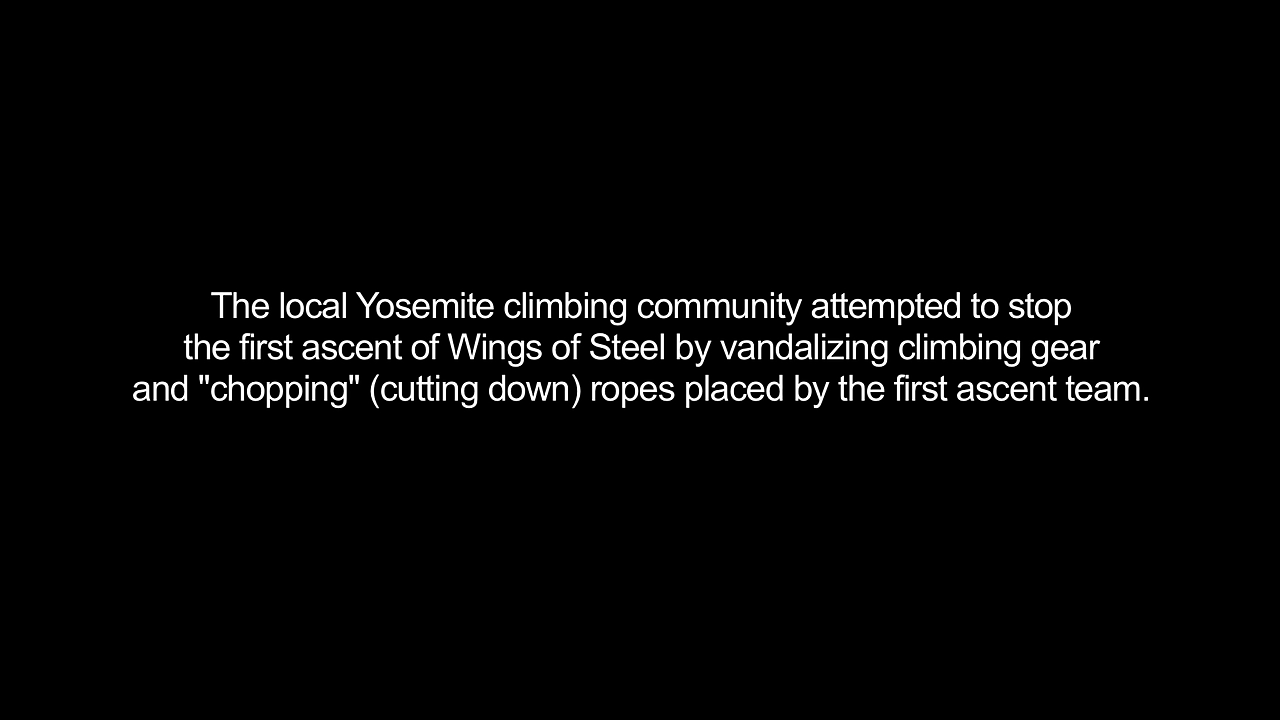 The local Yosemite climbing community attempted to stop
the first ascent of Wings of Steel by vandalizing climbing gear
and "chopping" (cutting down) ropes placed by the first ascent team.